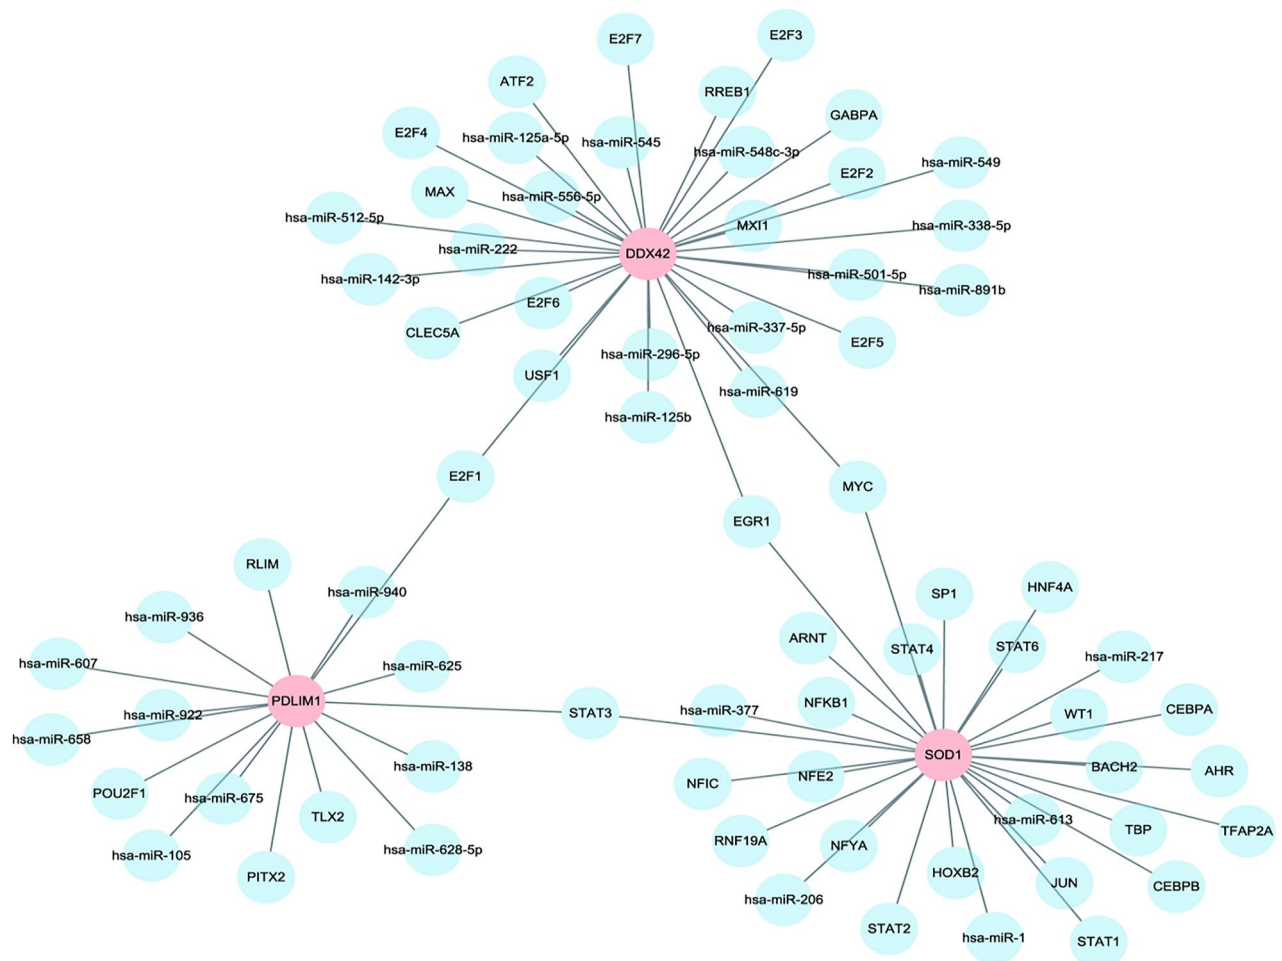 E2F7
E2F3
ATF2
RREB1
GABPA
E2F4
hsa-miR-125a-5p
hsa-miR-545
hsa-miR-548c-3p
hsa-miR-549
E2F2
MAX
hsa-miR-556-5p
hsa-miR-512-5p
MXI1
hsa-miR-338-5p
hsa-miR-222
DDX42
hsa-miR-142-3p
hsa-miR-501-5p
hsa-miR-891b
E2F6
CLEC5A
hsa-miR-337-5p
E2F5
hsa-miR-296-5p
USF1
hsa-miR-619
hsa-miR-125b
E2F1
MYC
EGR1
RLIM
hsa-miR-940
SP1
HNF4A
hsa-miR-936
ARNT
STAT4
STAT6
hsa-miR-217
hsa-miR-607
hsa-miR-625
PDLIM1
NFKB1
hsa-miR-377
STAT3
WT1
CEBPA
hsa-miR-922
hsa-miR-658
SOD1
hsa-miR-138
BACH2
AHR
NFIC
NFE2
POU2F1
hsa-miR-675
TLX2
hsa-miR-613
TBP
TFAP2A
RNF19A
NFYA
hsa-miR-105
hsa-miR-628-5p
PITX2
HOXB2
JUN
CEBPB
hsa-miR-206
STAT2
hsa-miR-1
STAT1